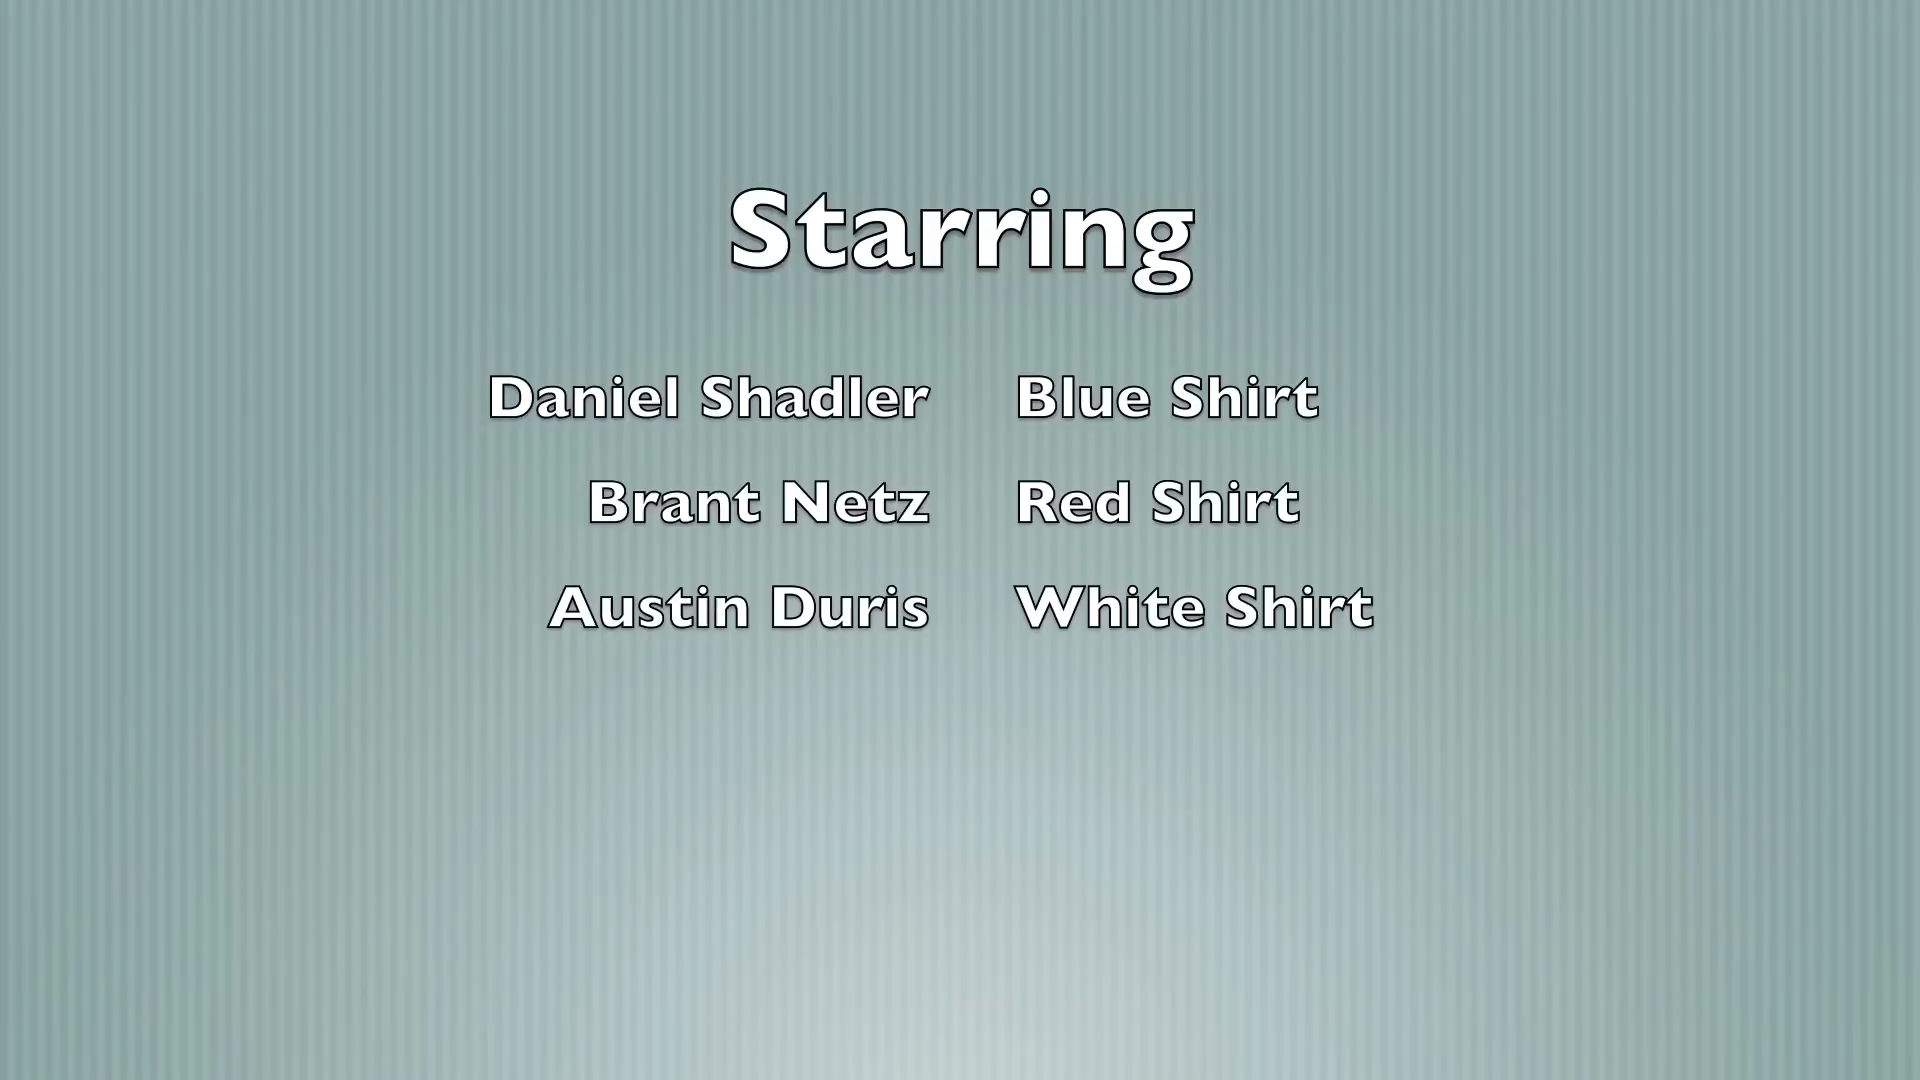 Starring
Daniel Shadler Blue Shirt
Brant Netz Red Shirt
Austin Duris White Shirt